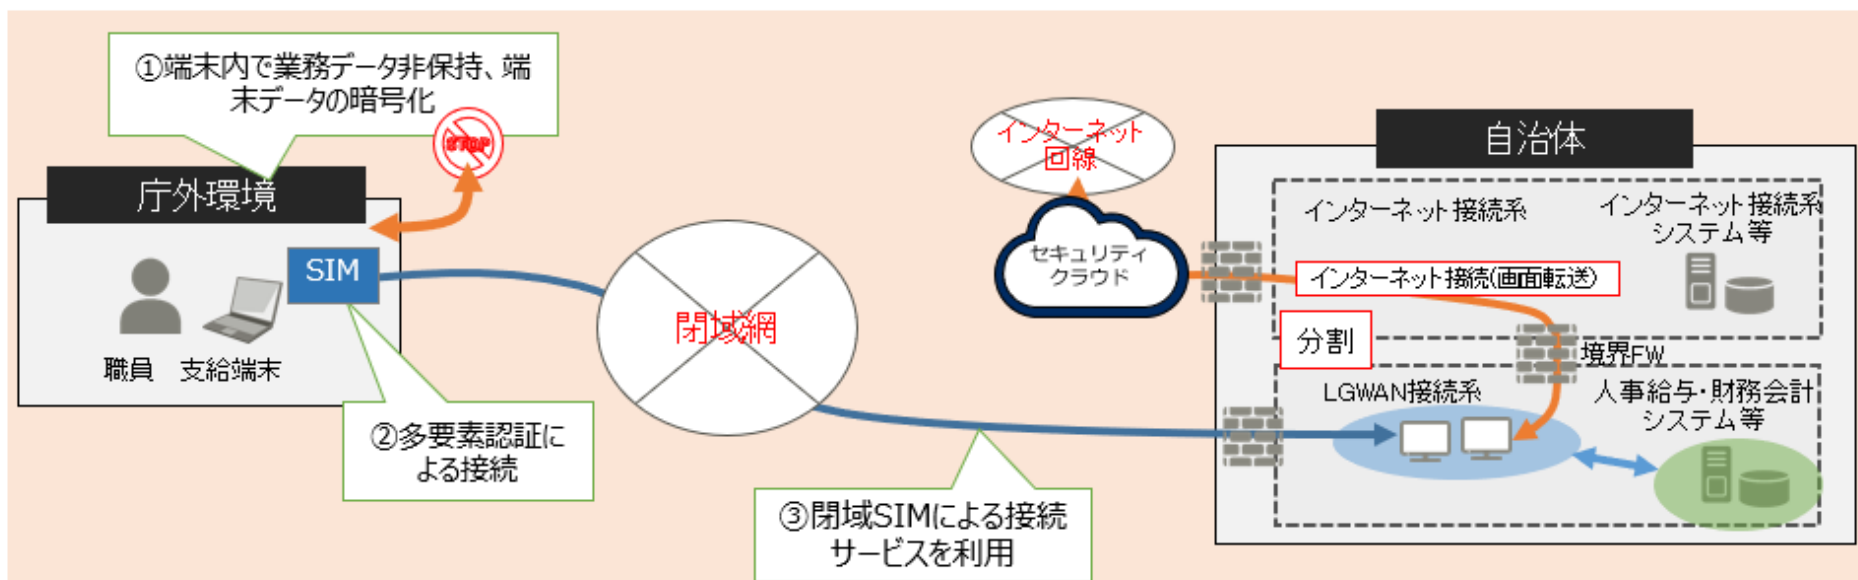 ①端末内で業務データ非保持、端
末データの暗号化
STOP
庁外環境
SIM
職員 支給端末
②多要素認証に
よる接続
閉域網
③閉域SIMによる接続
サービスを利用
インターネット
回線
セキュリティ
クラウド
自治体
インターネット接続系
インターネット接続系
システム等
インターネット接続(画面転送)
分割
境界FW
LGWAN接続系
人事給与・財務会計
システム等